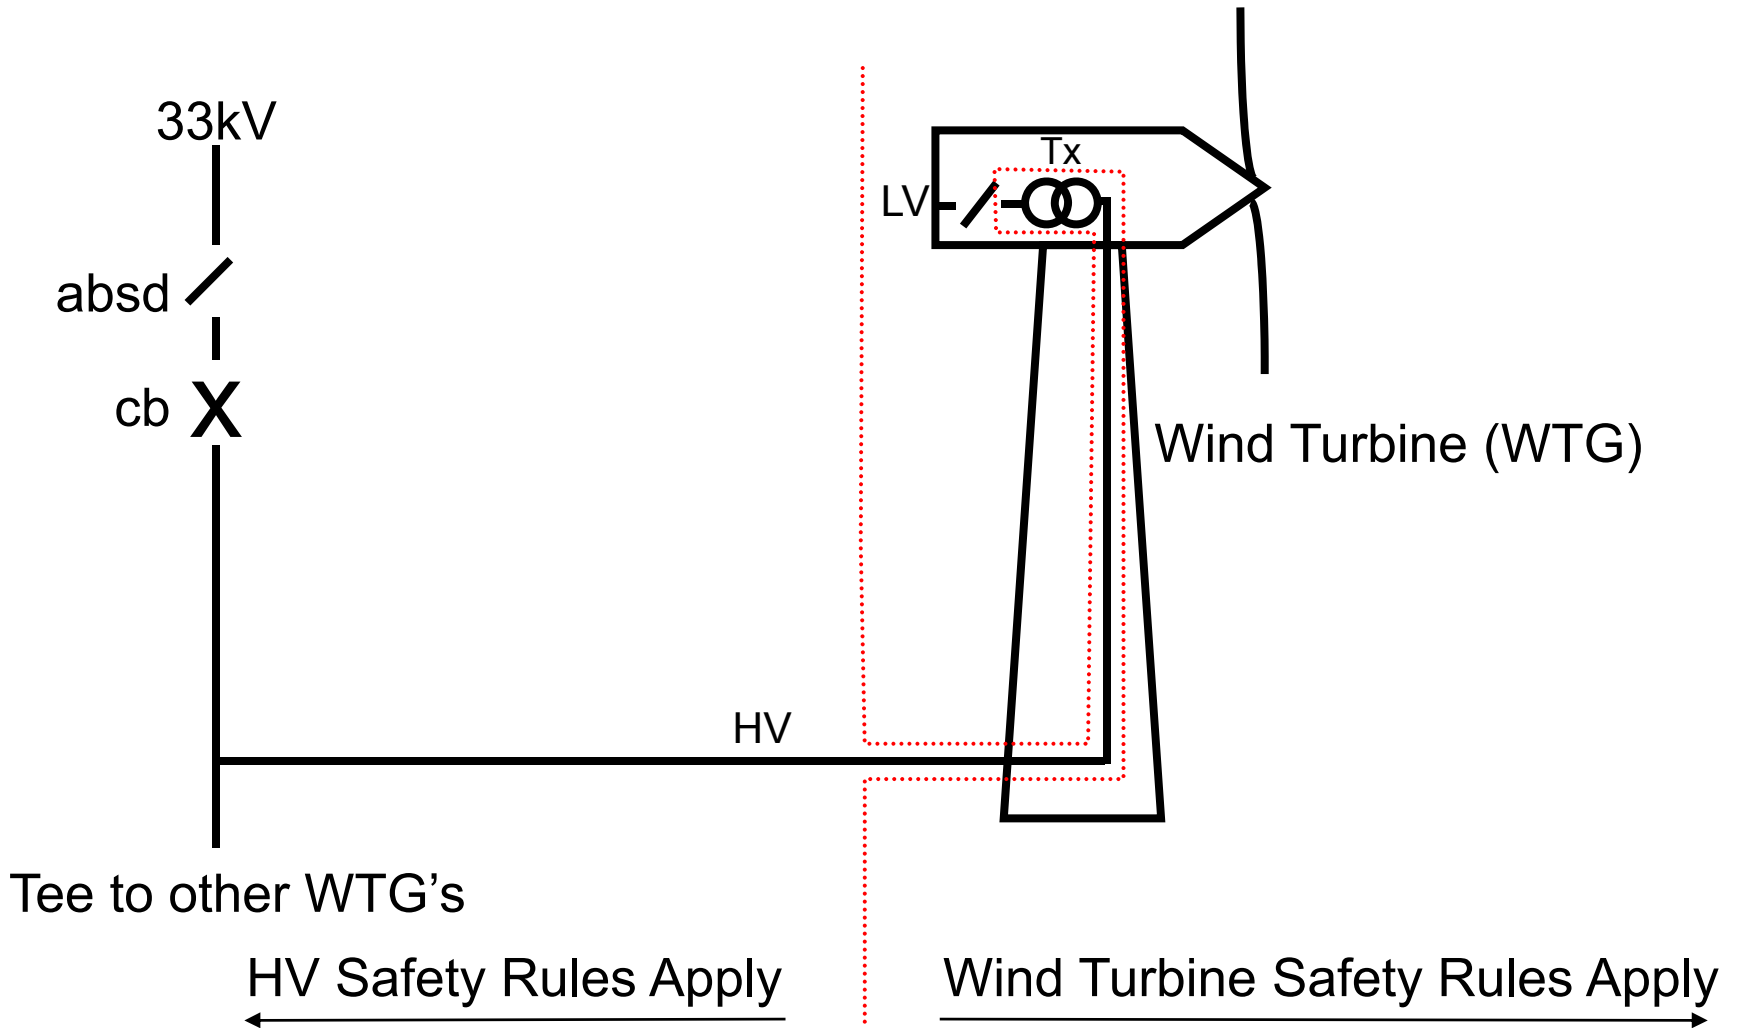 33kV
Tx
LV
absd
cb X
Wind Turbine (WTG)
HV
Tee to other WTG’s
HV Safety Rules Apply
Wind Turbine Safety Rules Apply